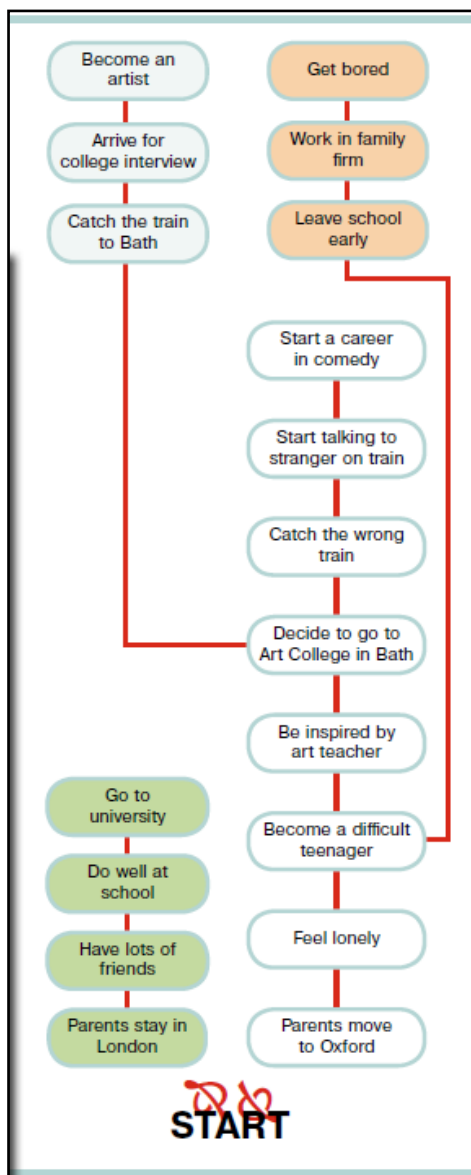 Become an
artist
Arrive for
college interview
Catch the train
to Bath
Get bored
Work in family
firm
Leave school
early
Start a career
in comedy
Start talking to
stranger on train
Catch the wrong
train
Decide to go to
Art College in Bath
Be inspired by
art teacher
Become a difficult
teenager
Feel lonely
Parents move
to Oxford
Go to
university
Do well at
school
Have lots of
friends
Parents stay in
London
START